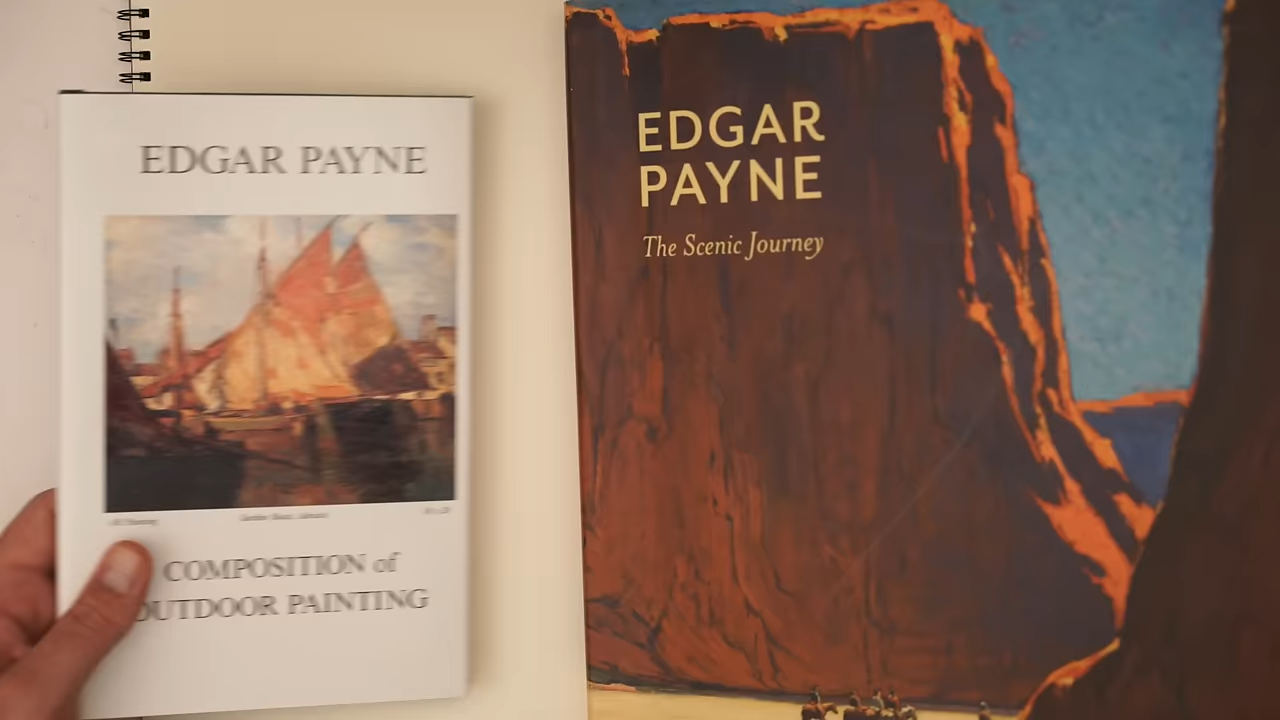 EDGAR PAYNE
COMPOSITION of
OUTDOOR PAINTING
EDGAR
PAYNE
The Scenic Journey